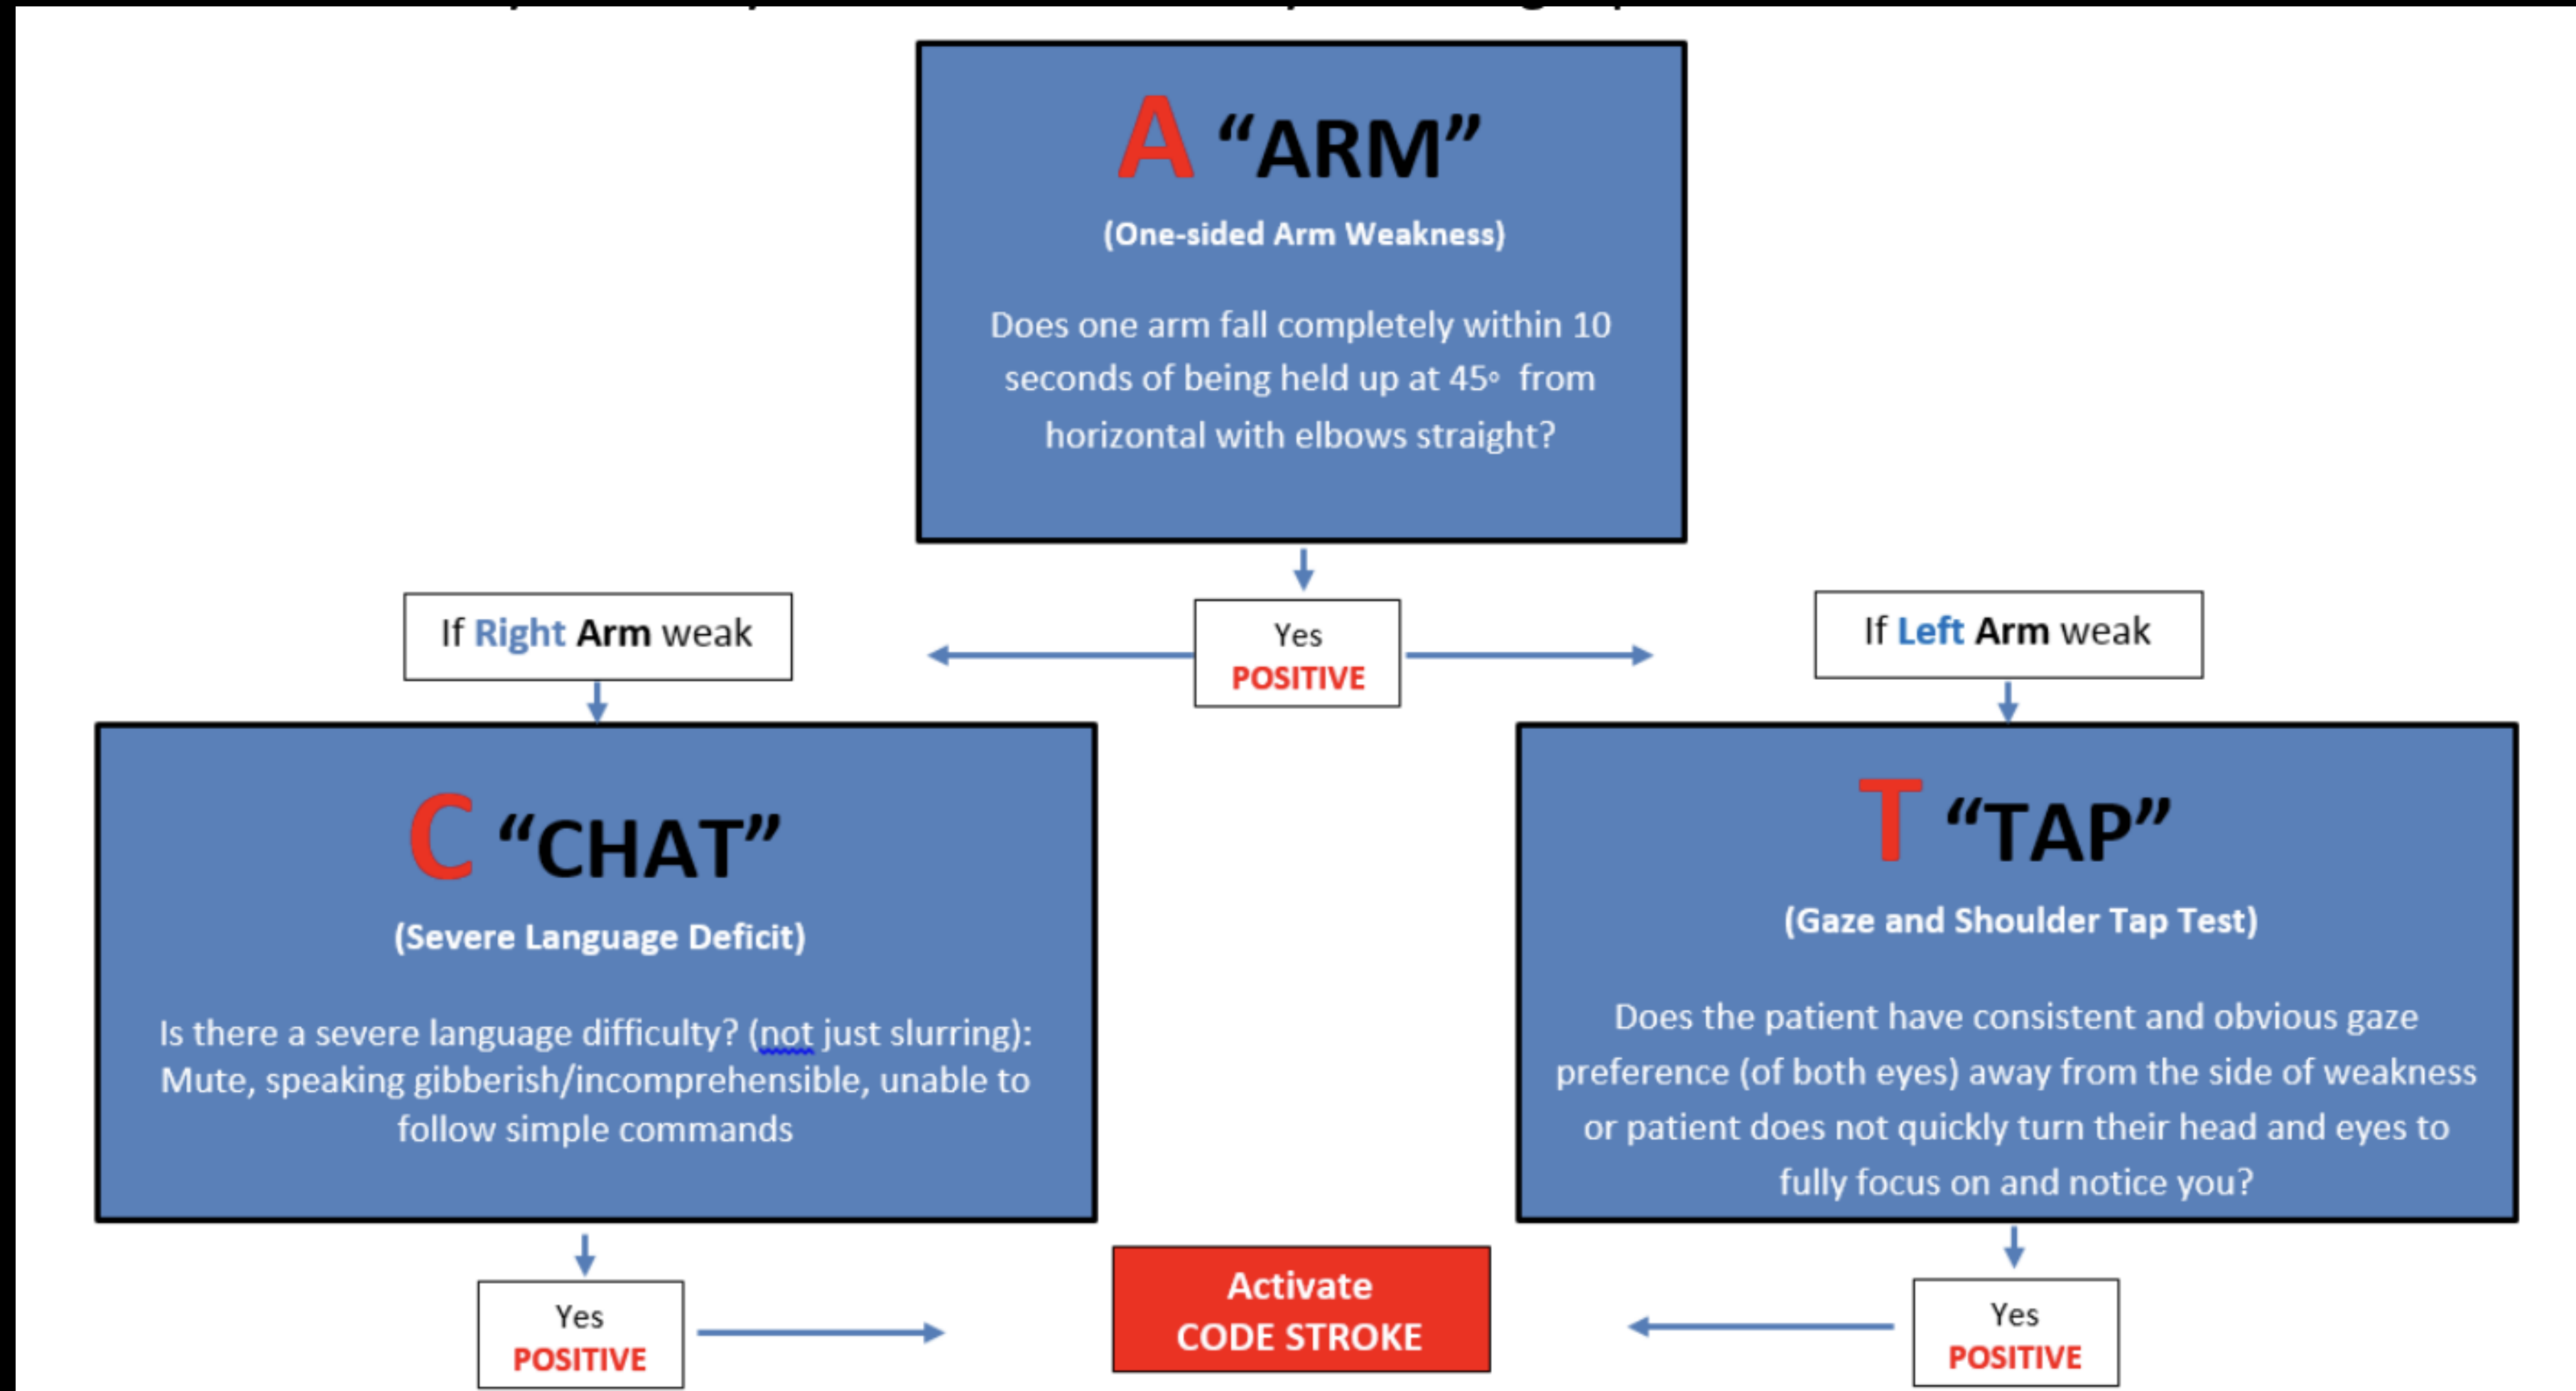 A “ARM”
(One-sided Arm Weakness)
Does one arm fall completely within 10
seconds of being held up at 45° from
horizontal with elbows straight?
If Right Arm weak
Yes
POSITIVE
If Left Arm weak
C “CHAT”
(Severe Language Deficit)
Is there a severe language difficulty? (not just slurring):
Mute, speaking gibberish/incomprehensible, unable to
follow simple commands
T “TAP”
(Gaze and Shoulder Tap Test)
Does the patient have consistent and obvious gaze
preference (of both eyes) away from the side of weakness
or patient does not quickly turn their head and eyes to
fully focus on and notice you?
Yes
POSITIVE
Activate
CODE STROKE
Yes
POSITIVE